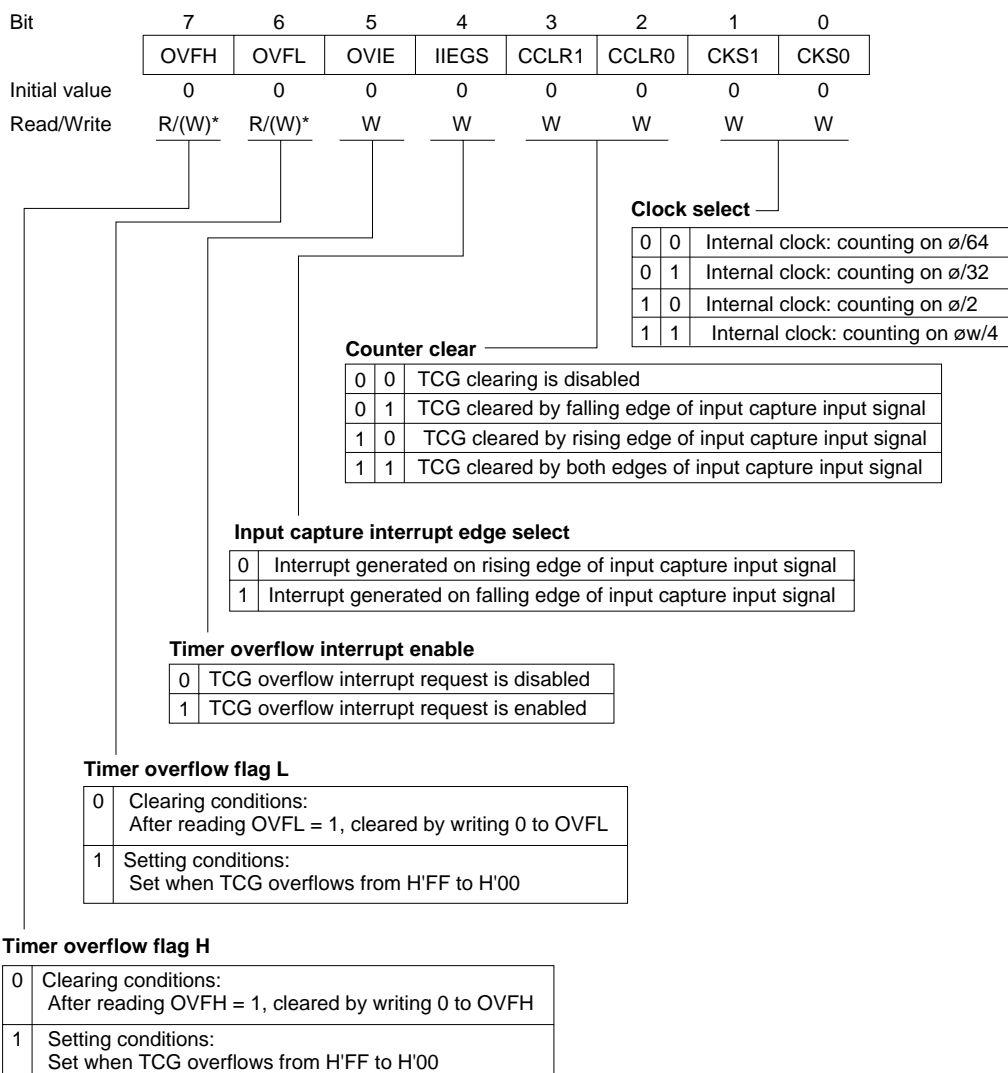 Bit 7 6 5 4 3 2 1 0
OVFH OVFL OVIE IIEGS CCLR1 CCLR0 CKS1 CKS0
Initial value 0 0 0 0 0 0 0 0
Read/Write R/(W)* R/(W)* W W W W W W
Clock select
0 0 Internal clock: counting on ø/64
0 1 Internal clock: counting on ø/32
1 0 Internal clock: counting on ø/2
1 1 Internal clock: counting on øw/4
Counter clear
0 0 TCG clearing is disabled
0 1 TCG cleared by falling edge of input capture input signal
1 0 TCG cleared by rising edge of input capture input signal
1 1 TCG cleared by both edges of input capture input signal
Input capture interrupt edge select
0 Interrupt generated on rising edge of input capture input signal
1 Interrupt generated on falling edge of input capture input signal
Timer overflow interrupt enable
0 TCG overflow interrupt request is disabled
1 TCG overflow interrupt request is enabled
Timer overflow flag L
0 Clearing conditions:
After reading OVFL = 1, cleared by writing 0 to OVFL
1 Setting conditions:
Set when TCG overflows from H'FF to H'00
Timer overflow flag H
0 Clearing conditions:
After reading OVFH = 1, cleared by writing 0 to OVFH
1 Setting conditions:
Set when TCG overflows from H'FF to H'00